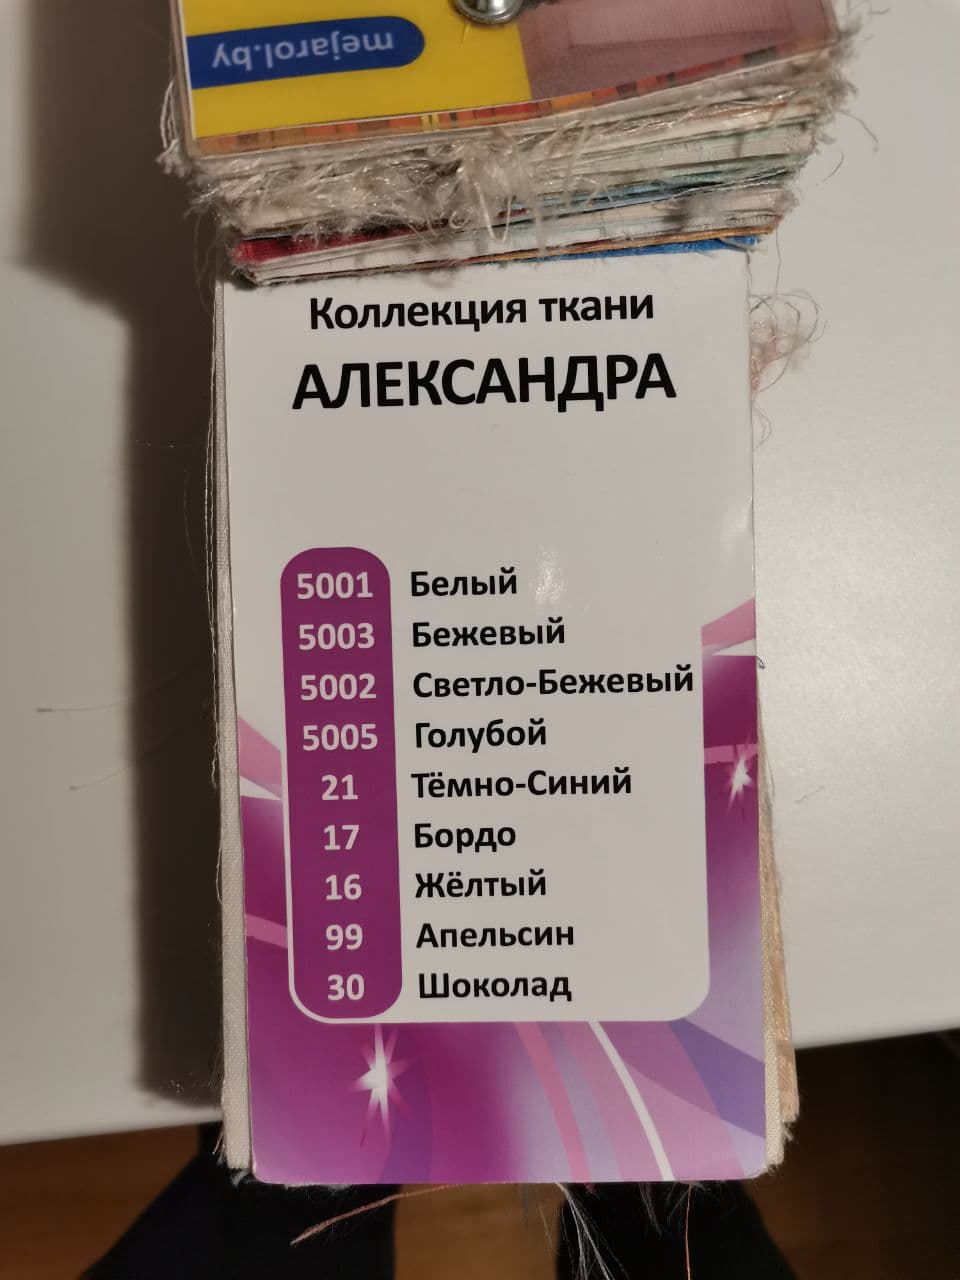 mejarol.by
Коллекция ткани
АЛЕКСАНДРА
5001 Белый
5003 Бежевый
5002 Светло-Бежевый
5005 Голубой
21 Тёмно-Синий
17 Бордо
16 Жёлтый
99 Апельсин
30 Шоколад